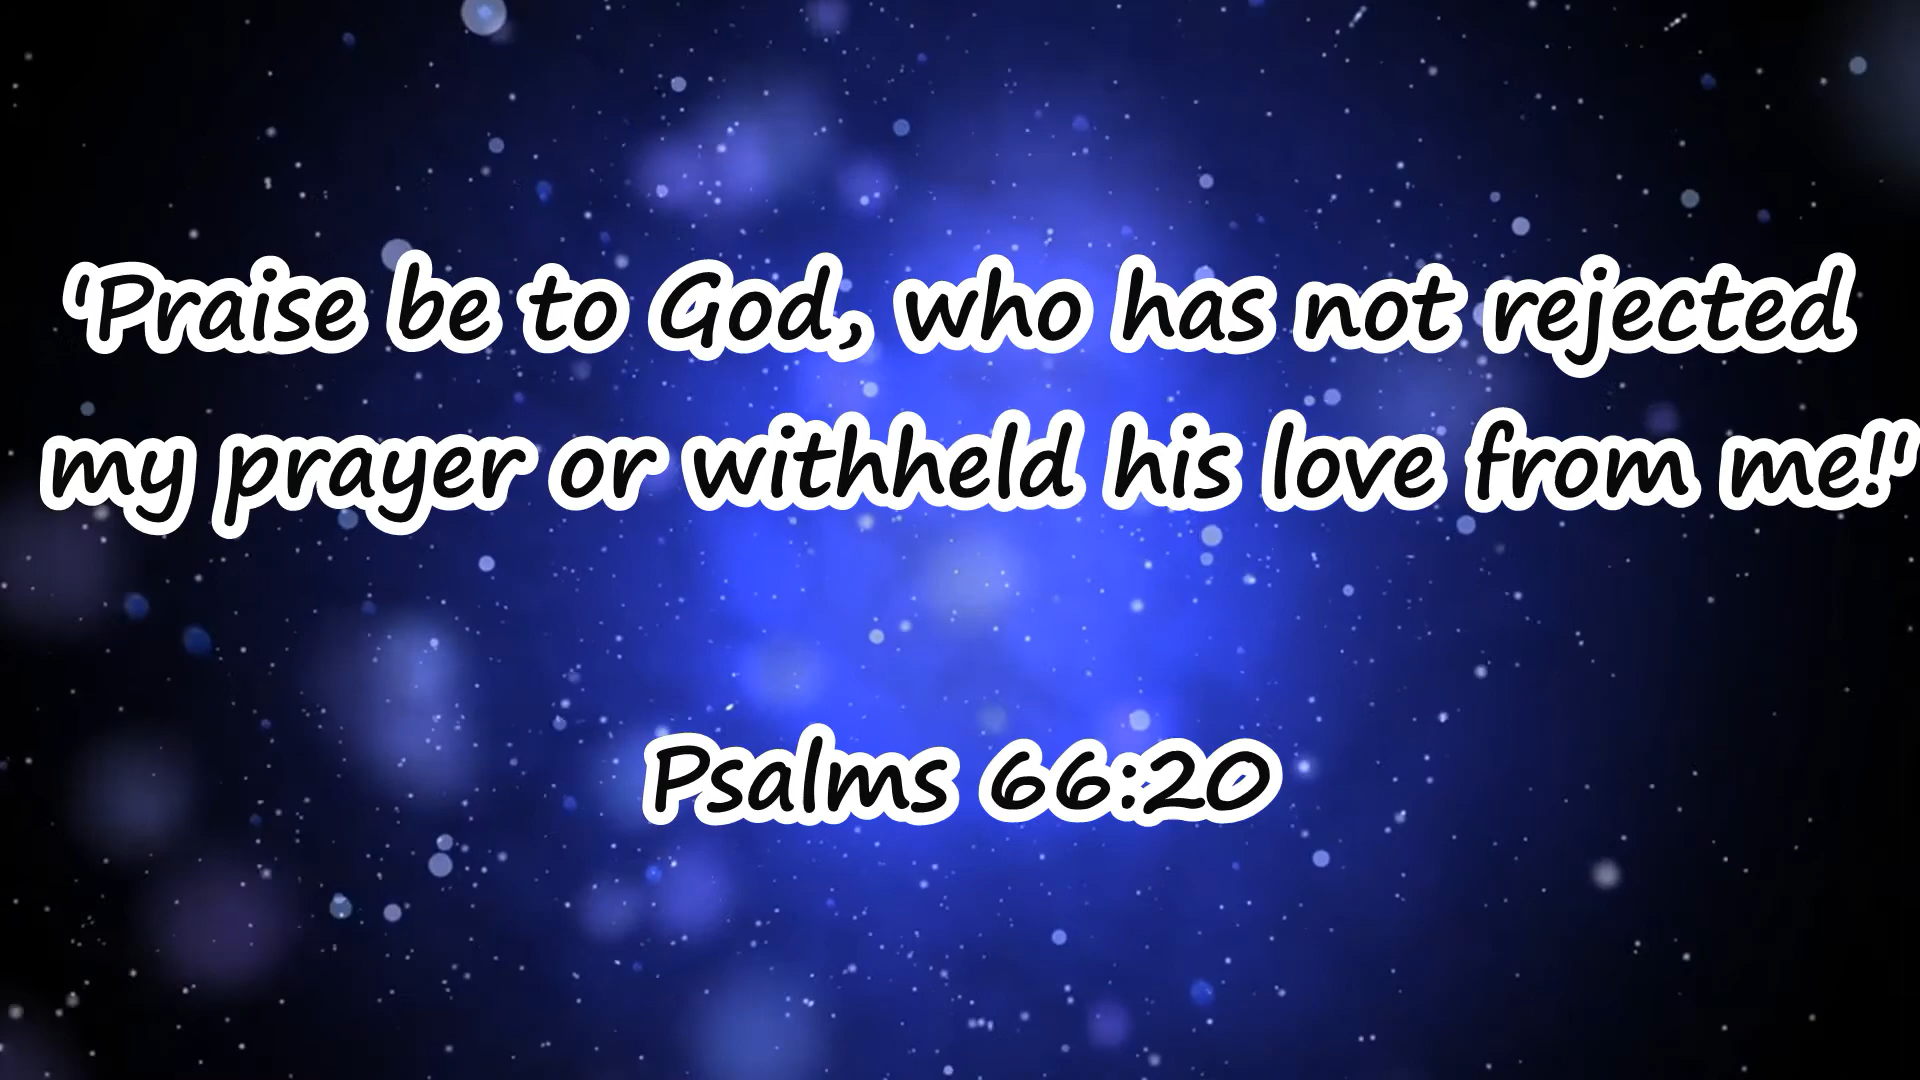 'Praise be to God, who has not rejected
my prayer or withheld his love from me!'
Psalms 66:20